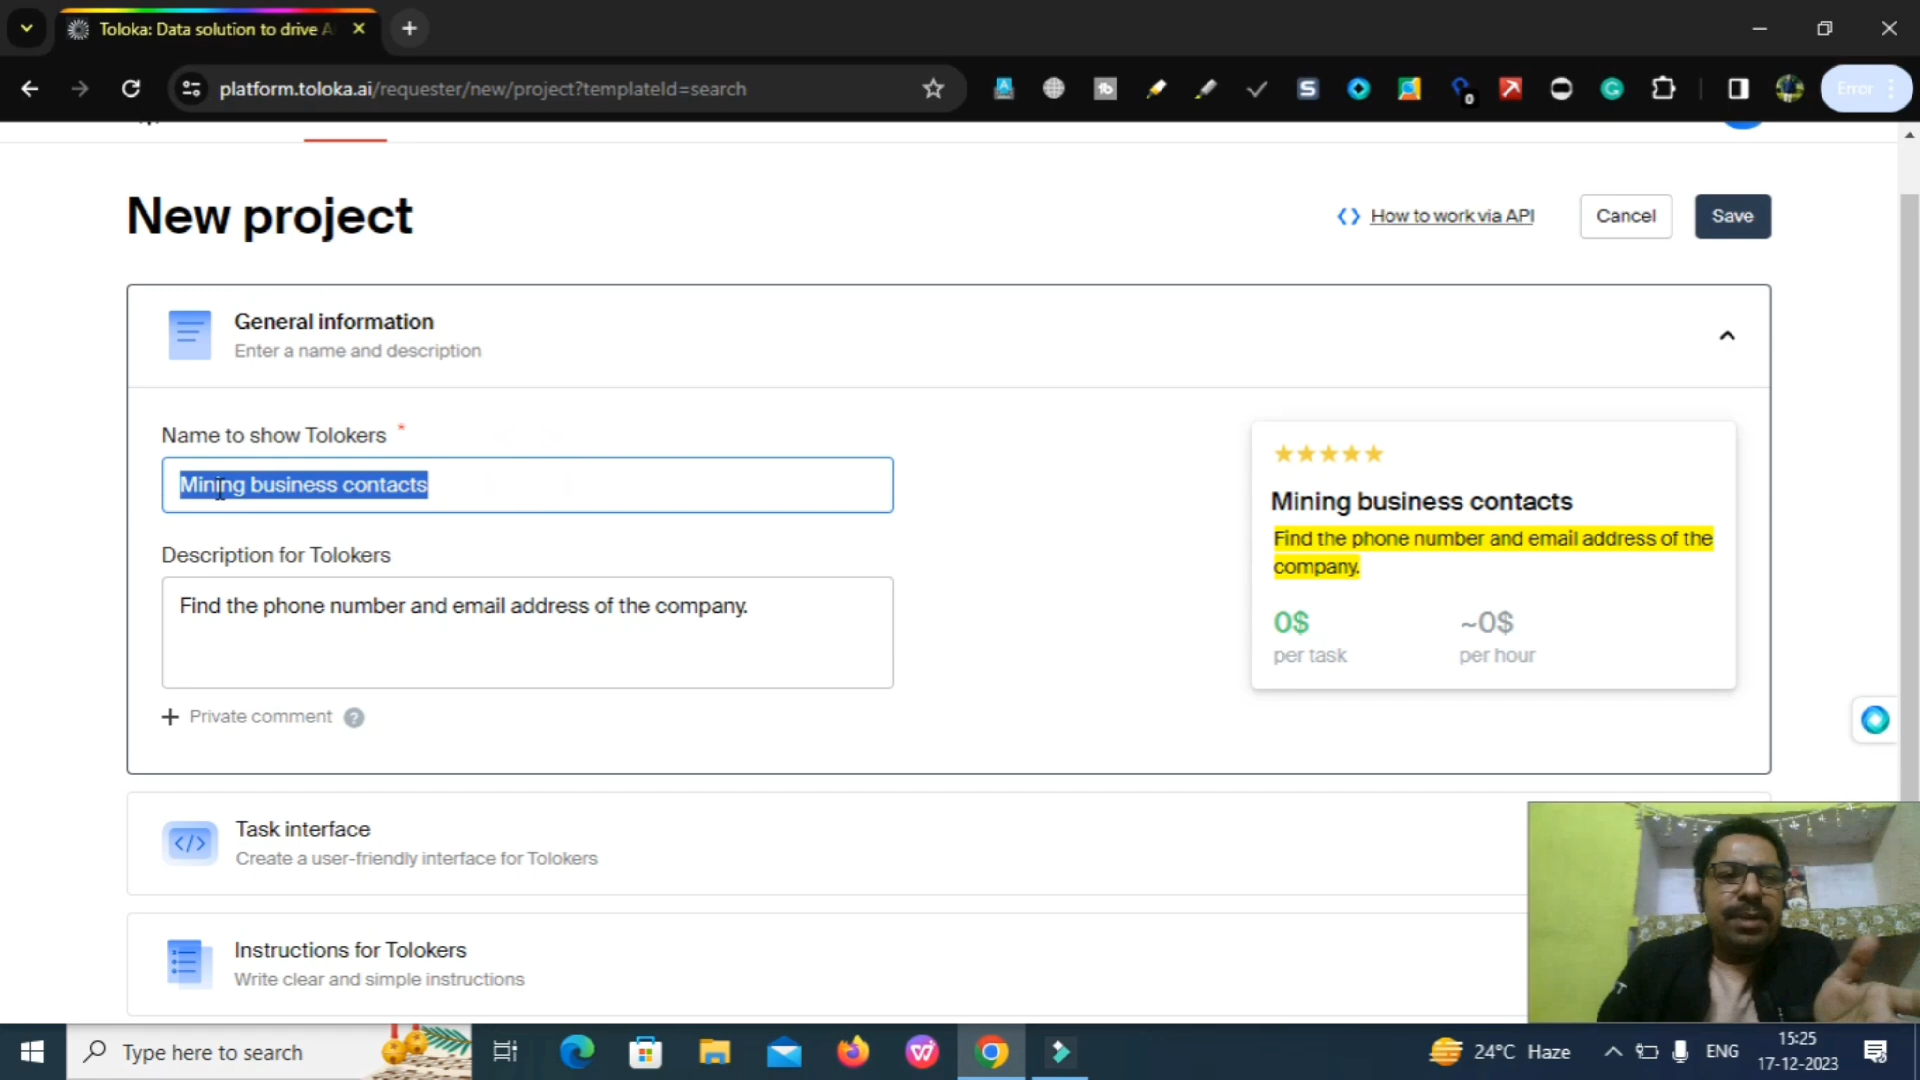 Toloka: Data solution to drive A
platform.toloka.ai/requester/new/project?templateId=search
Error
New project
How to work via API
Cancel
Save
General information
Enter a name and description
Name to show Tolokers *
Mining business contacts
Description for Tolokers
Find the phone number and email address of the company.
Private comment
Mining business contacts
Find the phone number and email address of the
company.
0$
~0$
per task
per hour
Task interface
Create a user-friendly interface for Tolokers
Instructions for Tolokers
Write clear and simple instructions
Type here to search
24°C Haze
ENG
15:25
17-12-2023